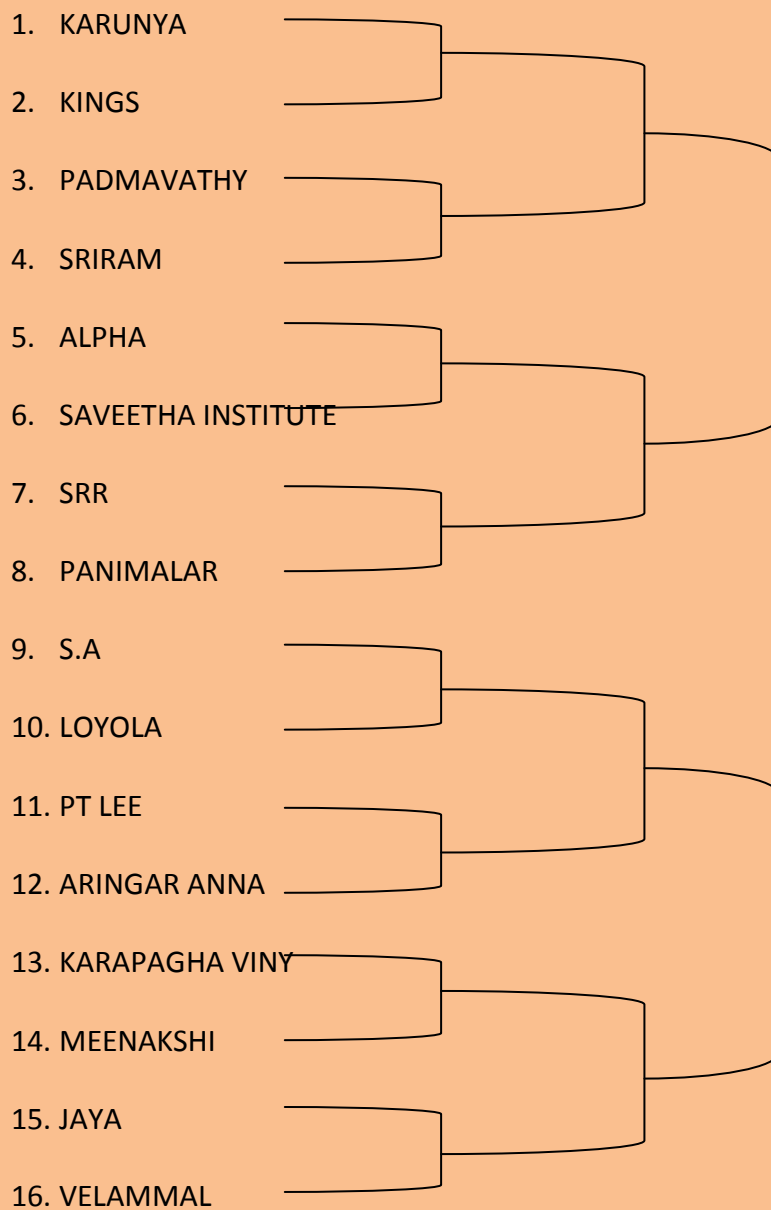 1. KARUNYA
2. KINGS
3. PADMAVATHY
4. SRIRAM
5. ALPHA
6. SAVEETHA INSTITUTE
7. SRR
8. PANIMALAR
9. S.A
10. LOYOLA
11. PT LEE
12. ARINGAR ANNA
13. KARAPAGHA VINY
14. MEENAKSHI
15. JAYA
16. VELAMMAL